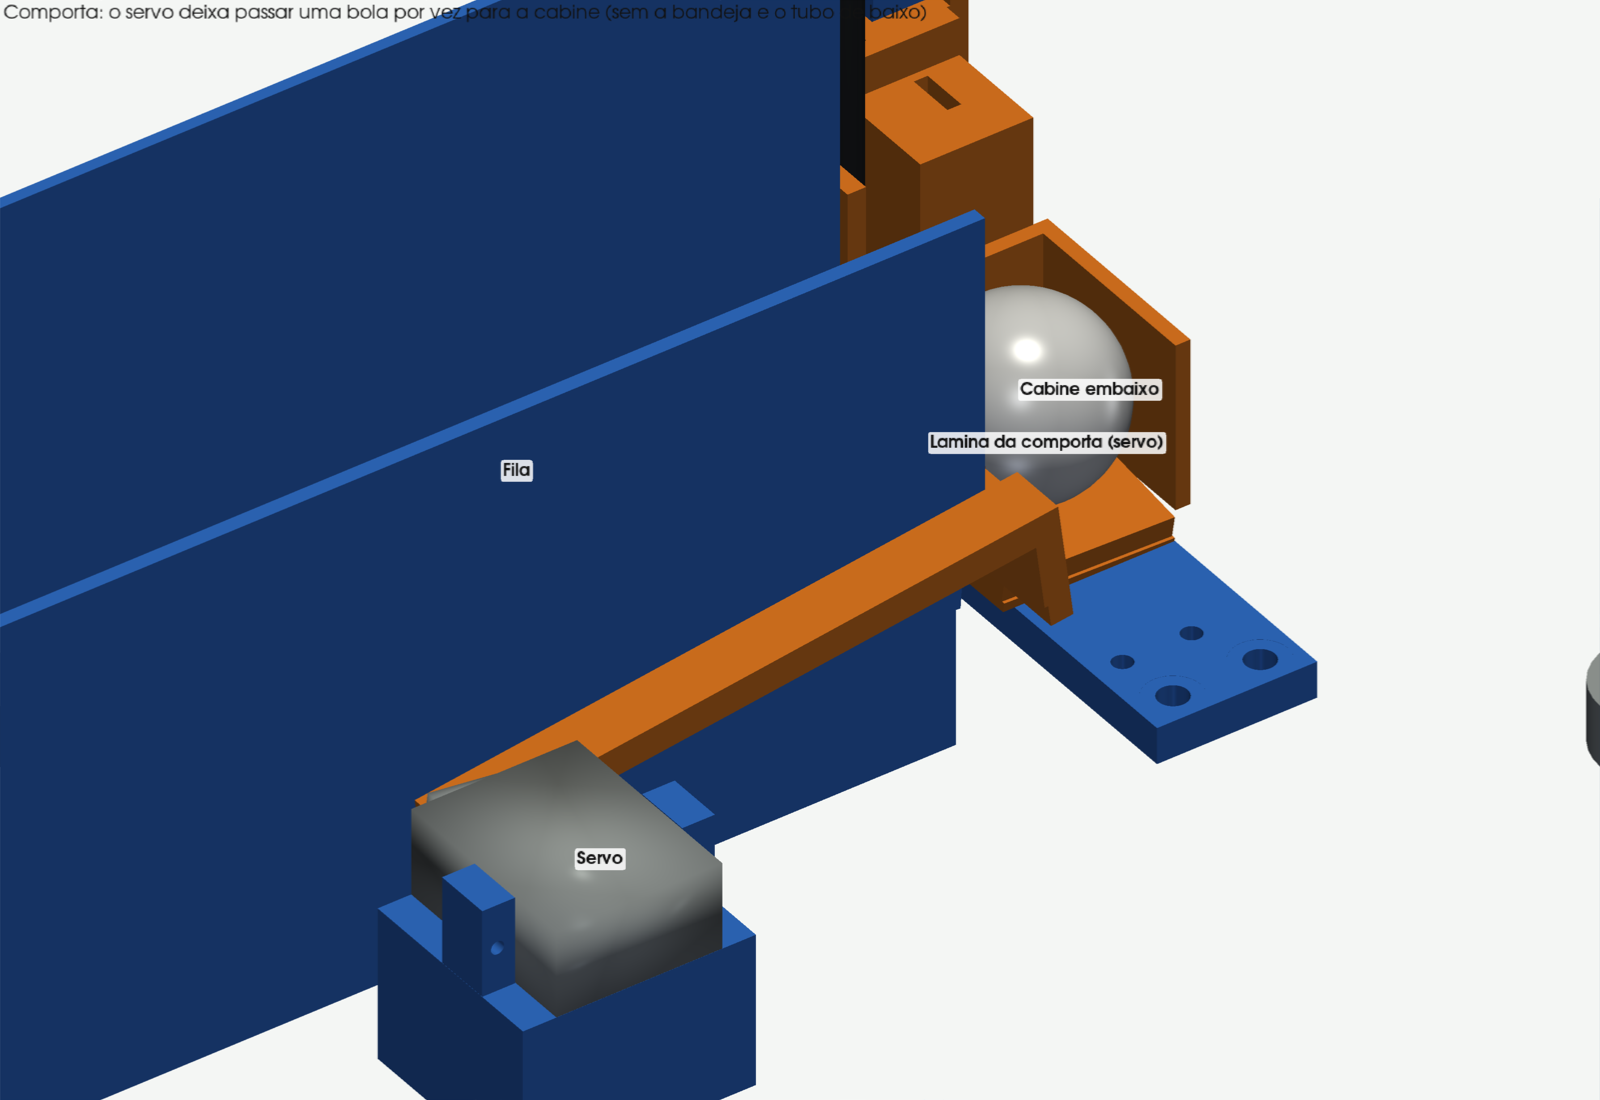 Comporta: o servo deixa passar uma bola por vez para a cabine (sem a bandeja e o tubo baixo)
Cabine embaixo
Lamina da comporta (servo)
Fila
Servo